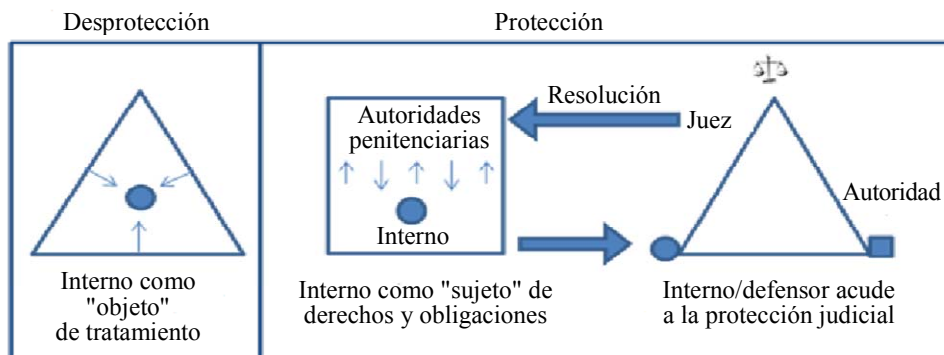 Desprotección
Protección
Interno como
"objeto"
de tratamiento
Autoridades
penitenciarias
Interno
Interno como "sujeto" de
derechos y obligaciones
Resolución
Juez
Autoridad
Interno/defensor acude
a la protección judicial